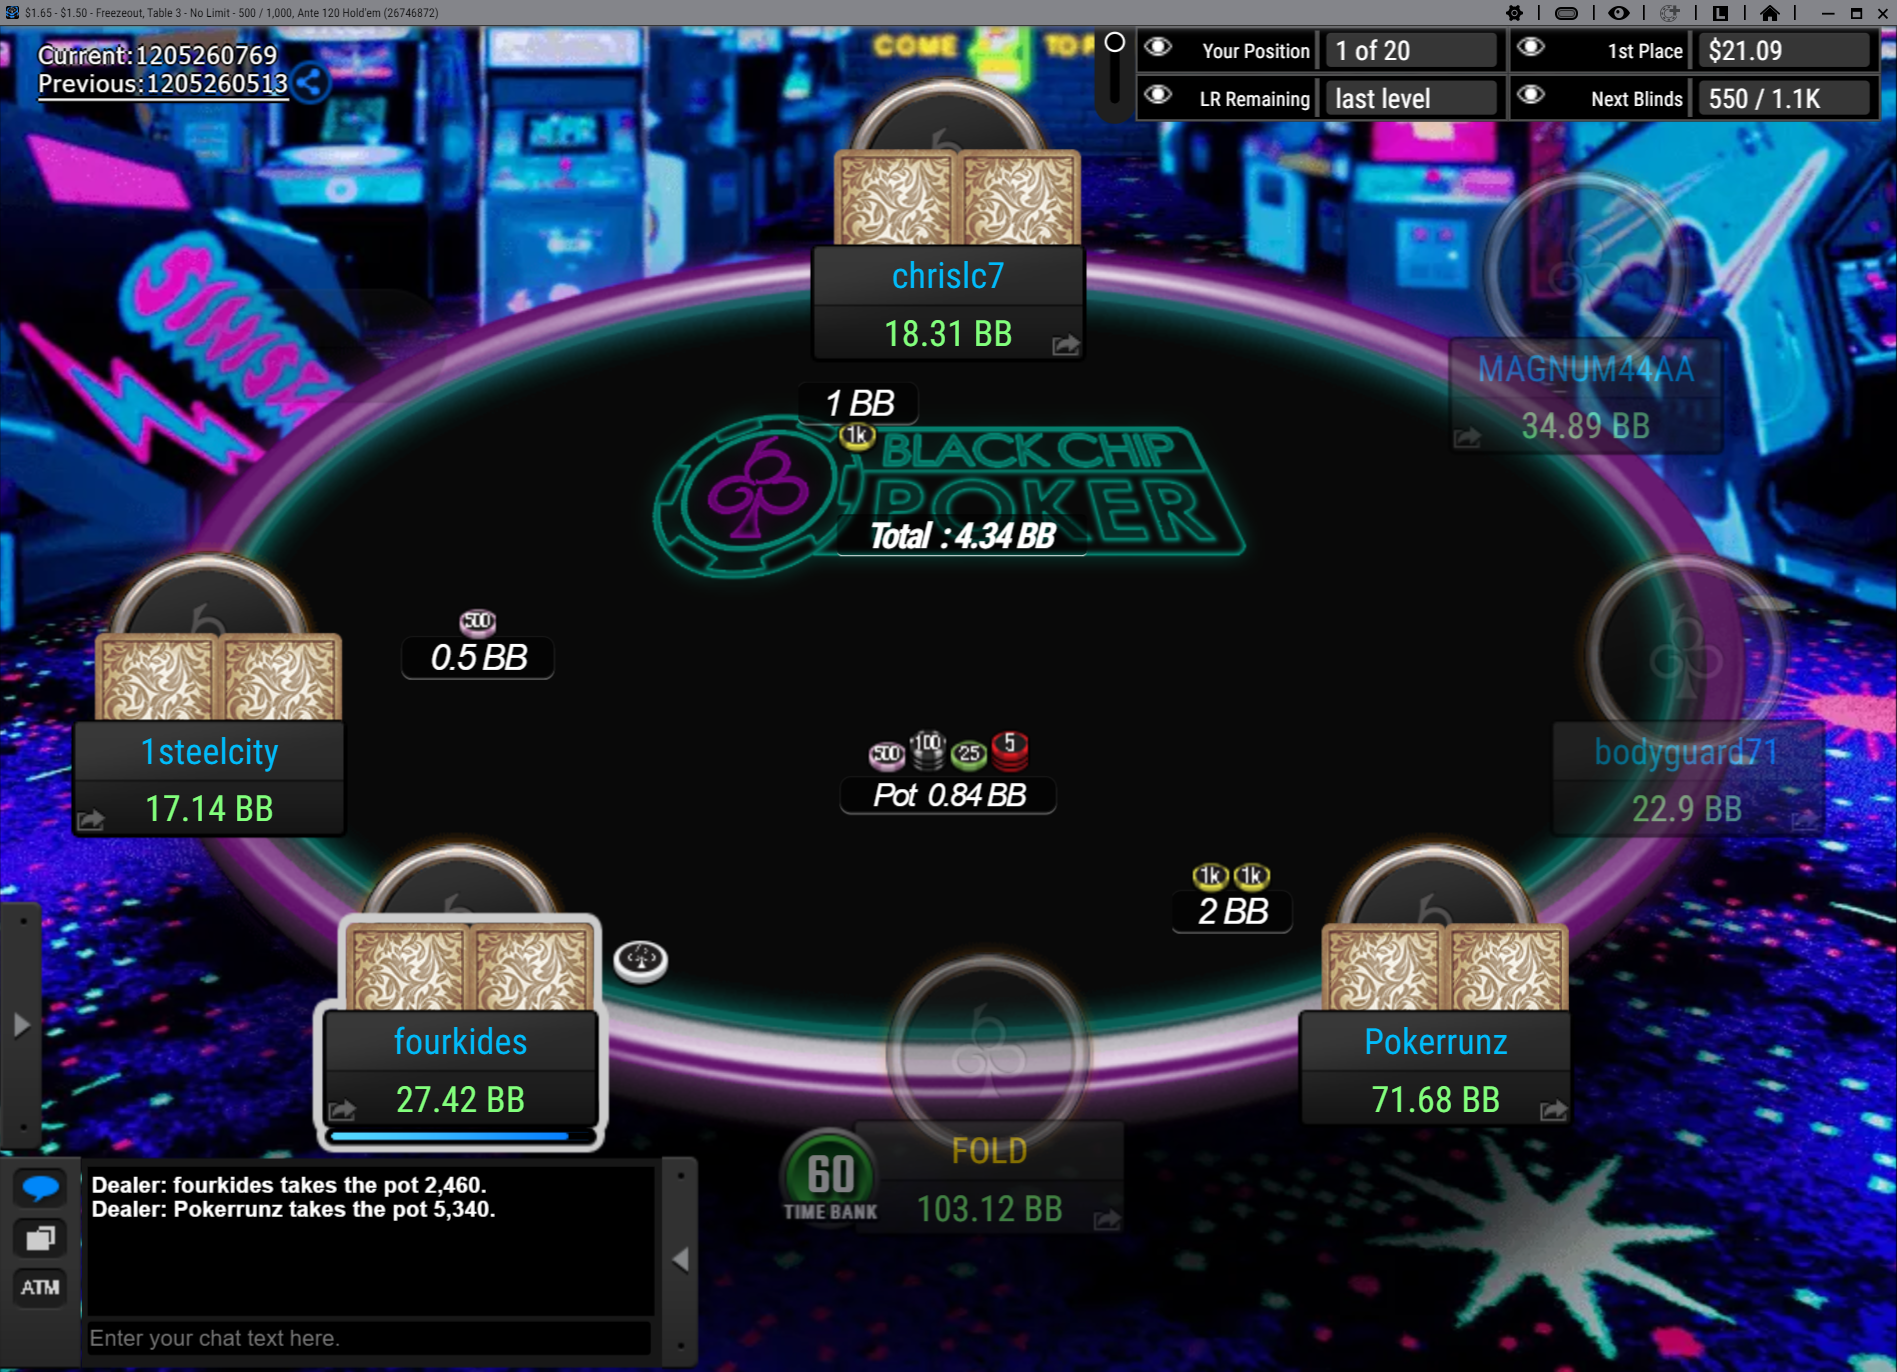 $1.65 - $1.50 - Freezeout, Table 3 - No Limit - 500 / 1,000, Ante 120 Hold'em (26746872)
Current:1205260769
Previous:1205260513
COME
Your Position
1 of 20
1st Place
$21.09
LR Remaining
last level
Next Blinds
550 / 1.1K
chrislc7
18.31 BB
MAGNUM44AA
34.89 BB
1 BB
1k
BLACK CHIP
POKER
Total : 4.34 BB
500
0.5 BB
1steelcity
17.14 BB
500
100
25
5
Pot 0.84 BB
bodyguard71
22.9 BB
1k
1k
2 BB
fourkides
27.42 BB
Pokerrunz
71.68 BB
60
TIME BANK
FOLD
103.12 BB
Dealer: fourkides takes the pot 2,460.
Dealer: Pokerrunz takes the pot 5,340.
ATM
Enter your chat text here.